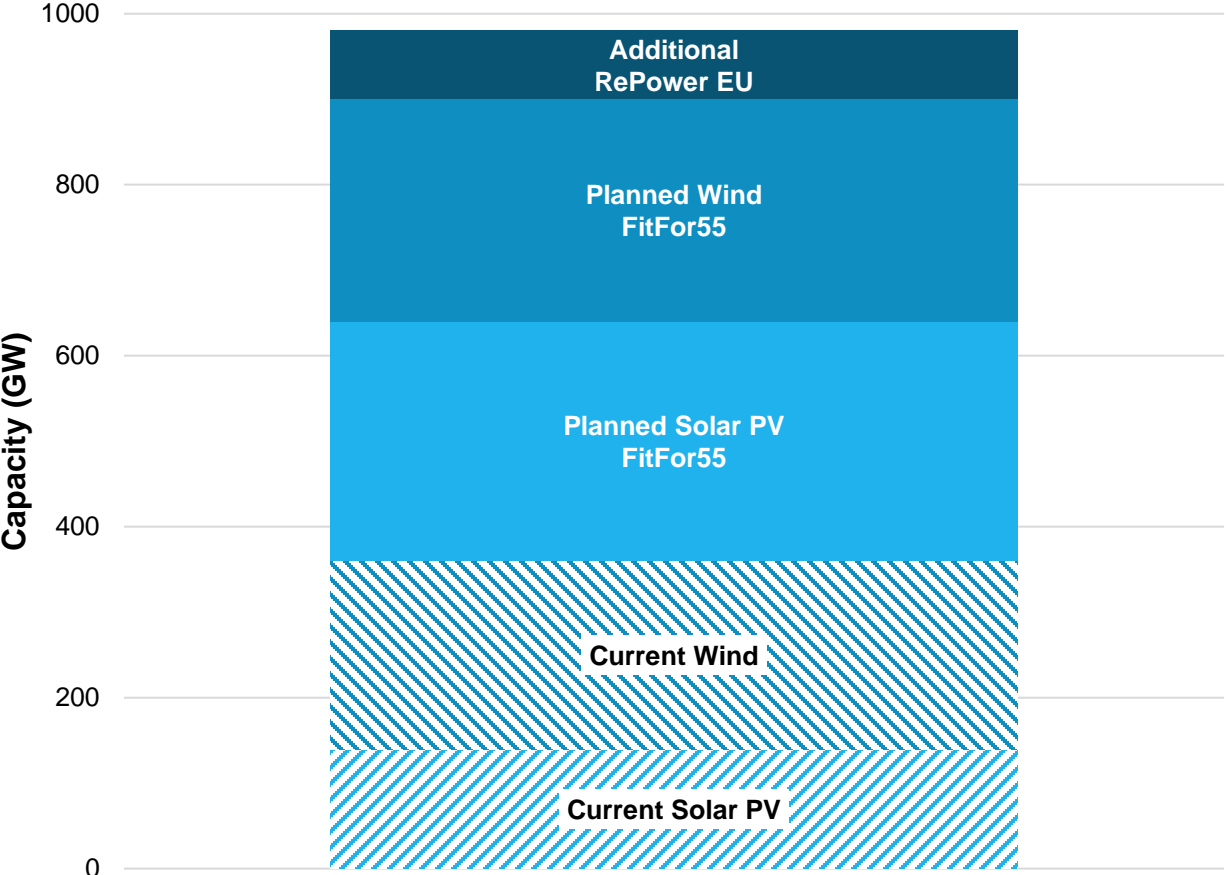 1000
Additional
RePower EU
800
Planned Wind
FitFor55
600
Capacity (GW)
Planned Solar PV
FitFor55
400
Current Wind
200
Current Solar PV
0